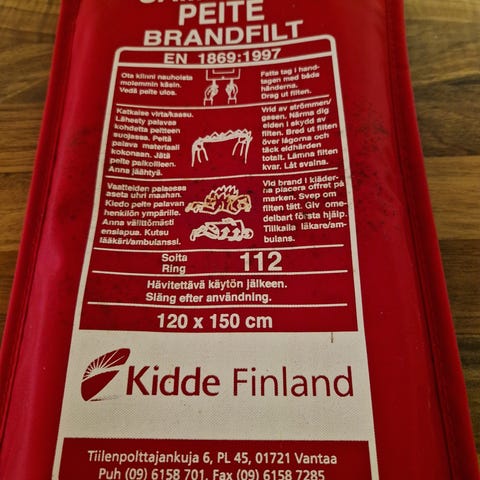 PEITE
BRANDFILT
EN 1869:1997
Ota kiinni nauhoista
molemmin käsin.
Vedä peite ulos.
Fatta tag i hand-
tagen med båda
händerna.
Drag ut filten.
Katkaise virta/kaasu.
Lähesty palavaa
kohdetta peitteen
suojassa. Peitä
palava materiaali
kokonaan. Jätä
peite paikoilleen.
Anna jäähtyä.
Vrid av strömmen/
gasen. Närma dig
elden i skydd av
filten. Bred ut filten
över lågorna och
täck eldhärden
totalt. Lämna filten
kvar. Låt svalna.
Vaatteiden palaessa
aseta uhri maahan.
Kiedo peite palavan
henkilön ympärille.
Anna välittömästi
ensiapua. Kutsu
lääkäri/ambulanssi.
Vid brand i kläder-
na placera offret på
marken. Svep om
filten tätt. Giv ome-
delbart första hjälp.
Tillkalla läkare/am-
bulans.
Soita
Ring 112
Hävitettävä käytön jälkeen.
Släng efter användning.
120 x 150 cm
Kidde Finland
Tiilenpolttajankuja 6, PL 45, 01721 Vantaa
Puh (09) 6158 701, Fax (09) 6158 7285